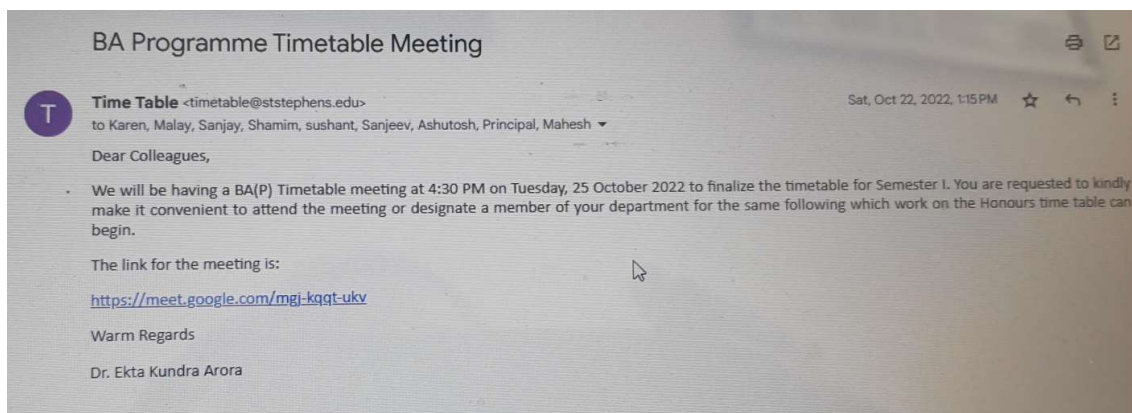 BA Programme Timetable Meeting
T
Time Table <timetable@ststephens.edu>
Sat, Oct 22, 2022, 1:15 PM
to Karen, Malay, Sanjay, Shamim, sushant, Sanjeev, Ashutosh, Principal, Mahesh
Dear Colleagues,
We will be having a BA(P) Timetable meeting at 4:30 PM on Tuesday, 25 October 2022 to finalize the timetable for Semester I. You are requested to kindly
make it convenient to attend the meeting or designate a member of your department for the same following which work on the Honours time table can
begin.
The link for the meeting is:
https://meet.google.com/mgj-kqqt-ukv
Warm Regards
Dr. Ekta Kundra Arora